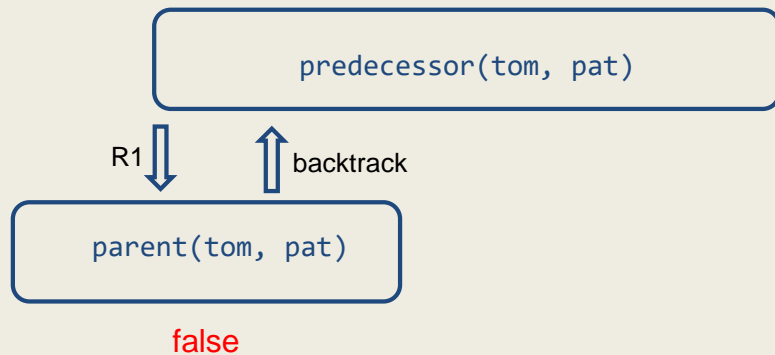 predecessor(tom, pat)
R1
backtrack
parent(tom, pat)
false